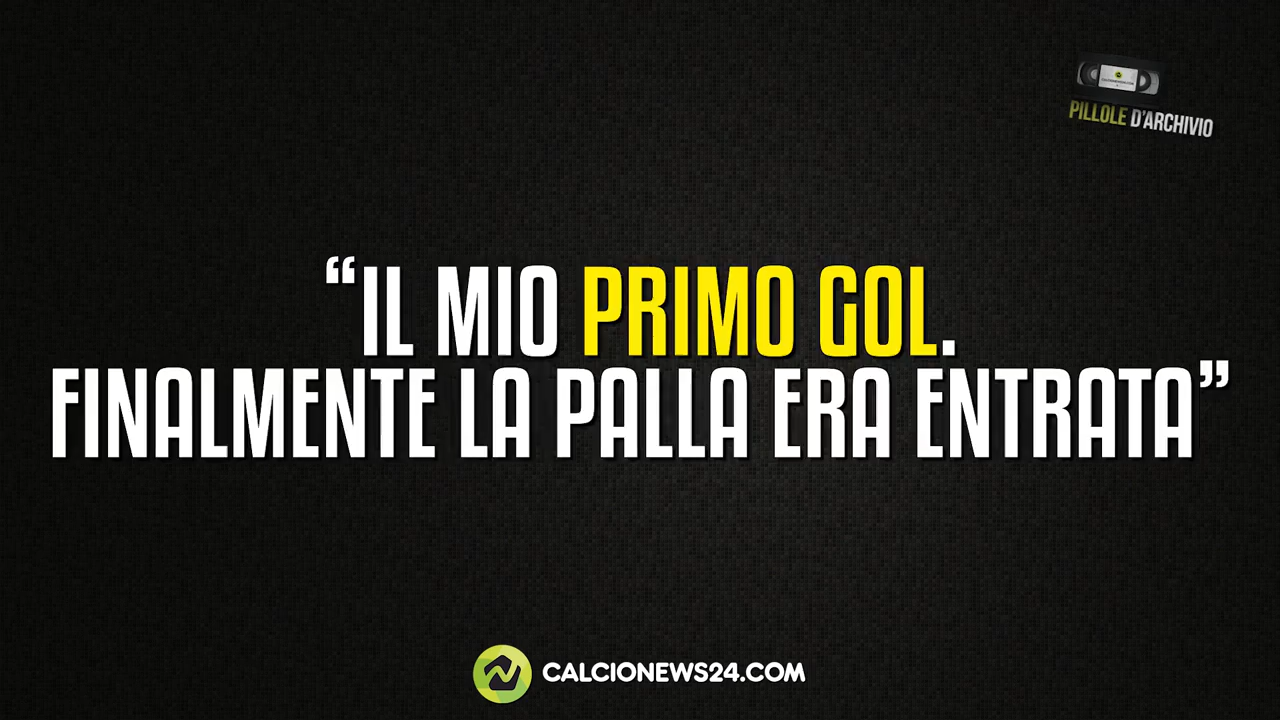 PILLOLE D'ARCHIVIO
“IL MIO PRIMO GOL.
FINALMENTE LA PALLA ERA ENTRATA”
CALCIONEWS24.COM